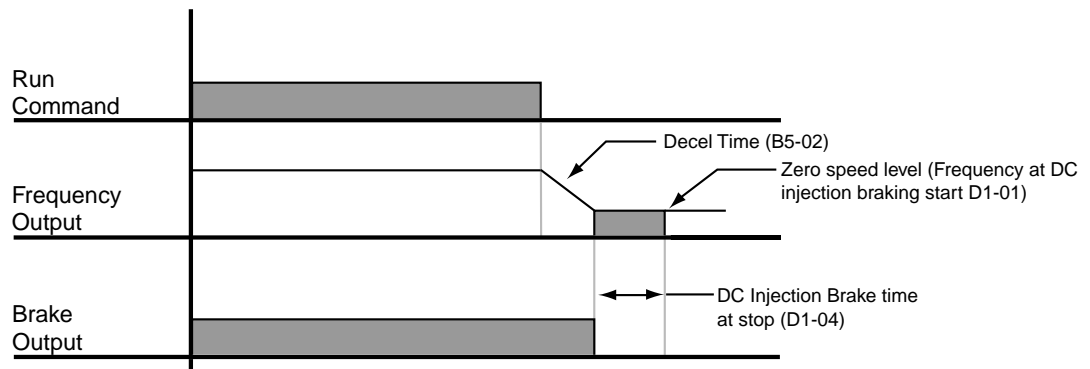 Run
Command
Decel Time (B5-02)
Zero speed level (Frequency at DC
injection braking start D1-01)
Frequency
Output
DC Injection Brake time
at stop (D1-04)
Brake
Output